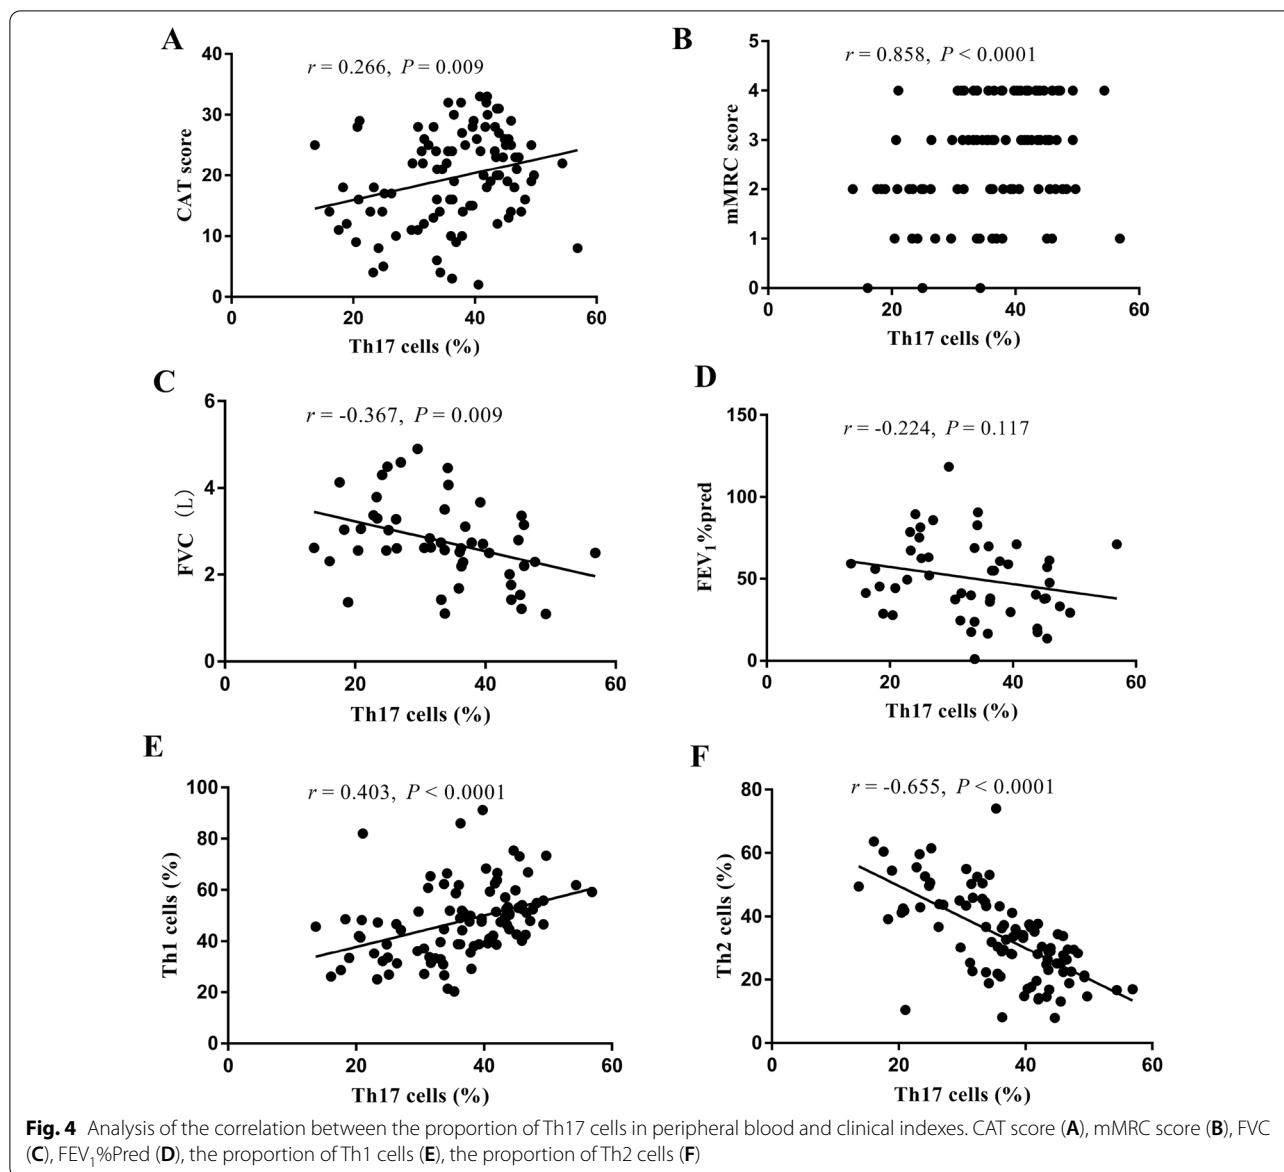 A
r = 0.266, P = 0.009
40
30
20
10
0
CAT score
0 20 40 60
Th17 cells (%)
B
r = 0.858, P < 0.0001
5
4
3
2
1
0
mMRC score
0 20 40 60
Th17 cells (%)
C
r = -0.367, P = 0.009
6
4
2
0
FVC （L）
0 20 40 60
Th17 cells (%)
D
r = -0.224, P = 0.117
150
100
50
0
FEV₁%pred
0 20 40 60
Th17 cells (%)
E
r = 0.403, P < 0.0001
100
80
60
40
20
0
Th1 cells (%)
0 20 40 60
Th17 cells (%)
F
r = -0.655, P < 0.0001
80
60
40
20
0
Th2 cells (%)
0 20 40 60
Th17 cells (%)
Fig. 4 Analysis of the correlation between the proportion of Th17 cells in peripheral blood and clinical indexes. CAT score (A), mMRC score (B), FVC
(C), FEV₁%Pred (D), the proportion of Th1 cells (E), the proportion of Th2 cells (F)